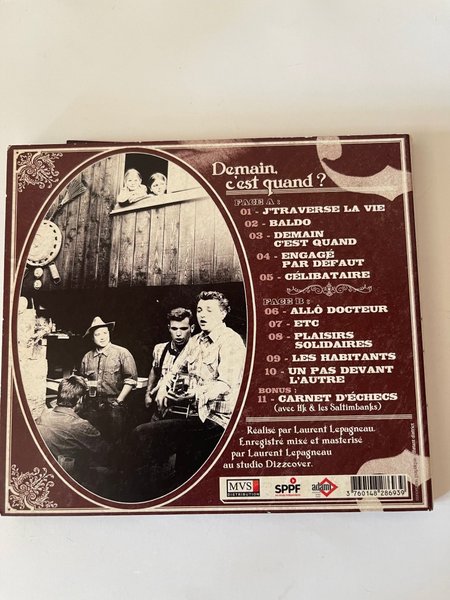 Demain,
c'est quand ?
FACE A :
01 - J'TRAVERSE LA VIE
02 - BALDO
03 - DEMAIN
C'EST QUAND
04 - ENGAGÉ
PAR DÉFAUT
05 - CÉLIBATAIRE
FACE B :
06 - ALLÔ DOCTEUR
07 - ETC
08 - PLAISIRS
SOLIDAIRES
09 - LES HABITANTS
10 - UN PAS DEVANT
L'AUTRE
BONUS :
11 - CARNET D'ÉCHECS
(avec iik & les Saltimbanks)
Réalisé par Laurent Lepagneau.
Enregistré mixé et masterisé
par Laurent Lepagneau
au studio Dizzcover.
MVS
DISTRIBUTION
SPPF
adami
3 760148 286939